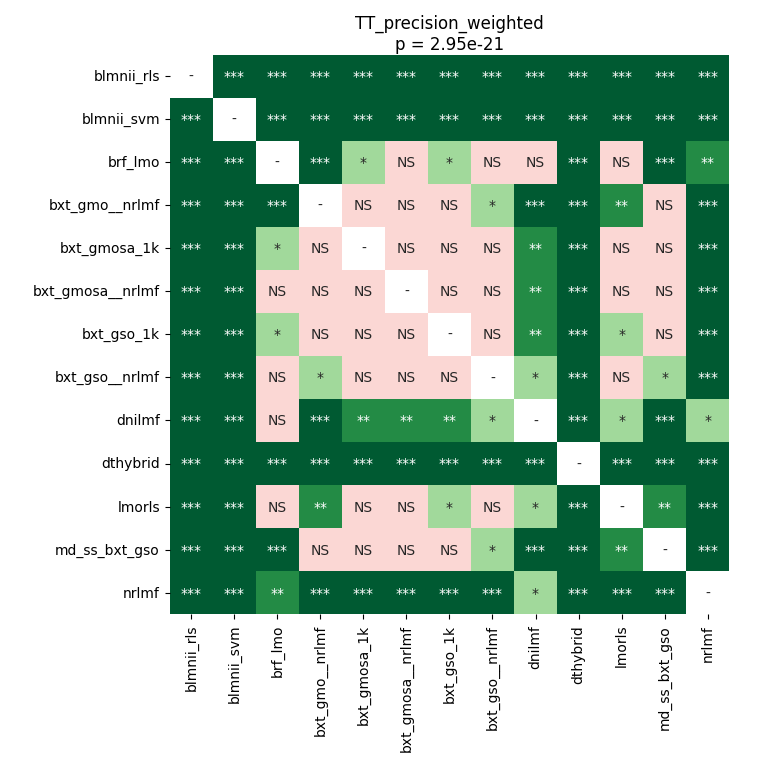 TT_precision_weighted
p = 2.95e-21
blmnii_rls - *** *** *** *** *** *** *** *** *** *** *** ***
blmnii_svm *** - *** *** *** *** *** *** *** *** *** *** ***
brf_lmo *** *** - *** * NS * NS NS *** NS *** **
bxt_gmo__nrlmf *** *** *** - NS NS NS * *** *** ** NS ***
bxt_gmosa_1k *** *** * NS - NS NS NS ** *** NS NS ***
bxt_gmosa__nrlmf *** *** NS NS NS - NS NS ** *** NS NS ***
bxt_gso_1k *** *** * NS NS NS - NS ** *** * NS ***
bxt_gso__nrlmf *** *** NS * NS NS NS - * *** NS * ***
dnilmf *** *** NS *** ** ** ** * - *** * *** *
dthybrid *** *** *** *** *** *** *** *** *** - *** *** ***
lmorls *** *** NS ** NS NS * NS * *** - ** ***
md_ss_bxt_gso *** *** *** NS NS NS NS * *** *** ** - ***
nrlmf *** *** ** *** *** *** *** *** * *** *** *** -
blmnii_rls
blmnii_svm
brf_lmo
bxt_gmo__nrlmf
bxt_gmosa_1k
bxt_gmosa__nrlmf
bxt_gso_1k
bxt_gso__nrlmf
dnilmf
dthybrid
lmorls
md_ss_bxt_gso
nrlmf